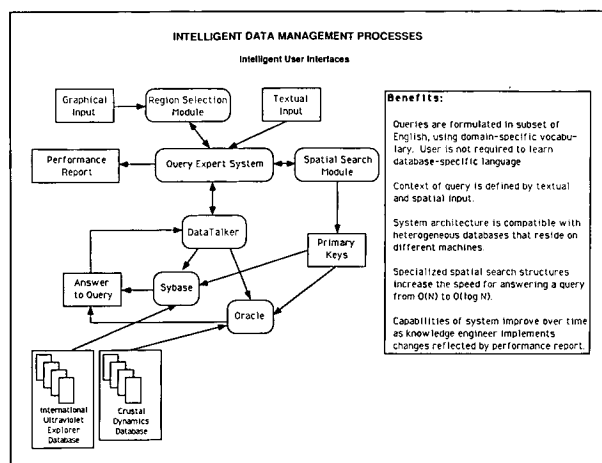 INTELLIGENT DATA MANAGEMENT PROCESSES
Intelligent User Interfaces
Graphical
Input
Region Selection
Module
Textual
Input
Performance
Report
Query Expert System
Spatial Search
Module
DataTalker
Primary
Keys
Answer
to Query
Sybase
Oracle
International
Ultraviolet
Explorer
Database
Crustal
Dynamics
Database
Benefits:
Queries are formulated in subset of
English, using domain-specific vocabu-
lary. User is not required to learn
database-specific language
Context of query is defined by textual
and spatial input.
System architecture is compatible with
heterogeneous databases that reside on
different machines.
Specialized spatial search structures
increase the speed for answering a query
from O(N) to O(log N).
Capabilities of system improve over time
as knowledge engineer implements
changes reflected by performance report.